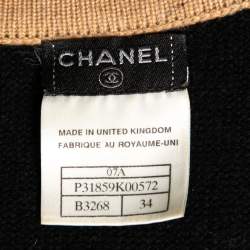 CHANEL
MADE IN UNITED KINGDOM
FABRIQUE AU ROYAUME-UNI
07A
P31859K00572
B3268 34